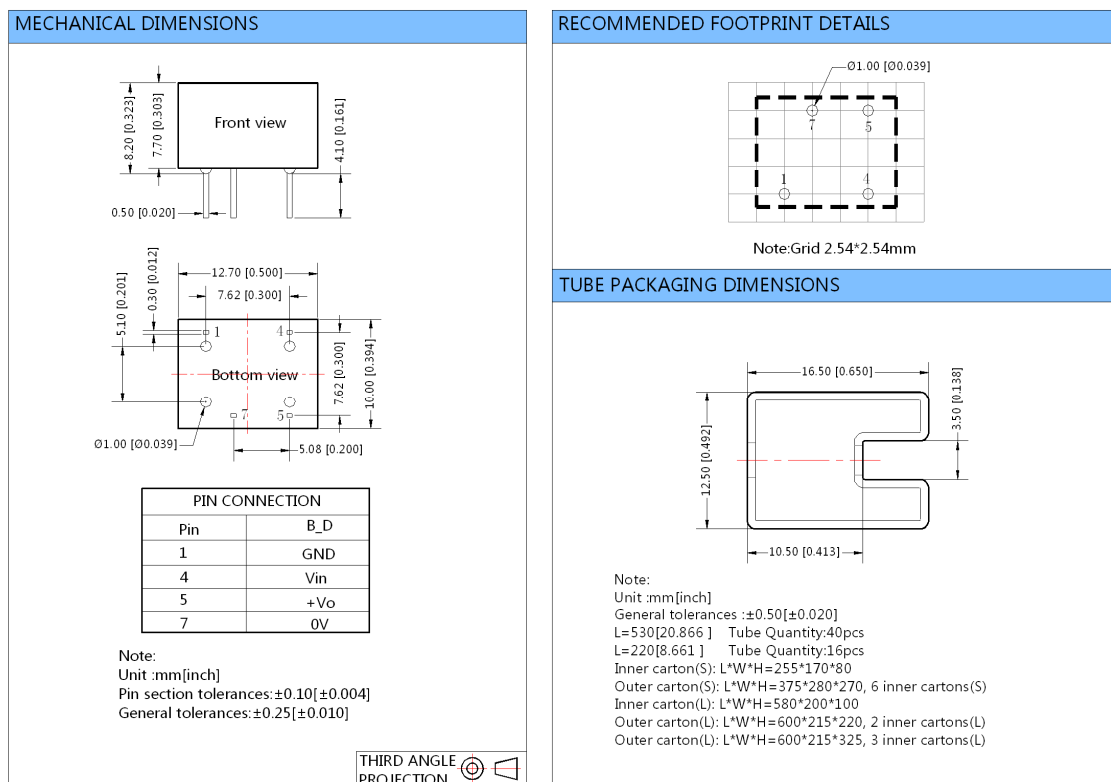 MECHANICAL DIMENSIONS
8.20 [0.323]
7.70 [0.303]
Front view
4.10 [0.161]
0.50 [0.020]
12.70 [0.500]
7.62 [0.300]
0.30 [0.012]
5.10 [0.201]
1
4
Bottom view
7.62 [0.300]
10.00 [0.394]
7
5
Ø1.00 [Ø0.039]
5.08 [0.200]
PIN CONNECTION
Pin B_D
1 GND
4 Vin
5 +Vo
7 0V
Note:
Unit :mm[inch]
Pin section tolerances:±0.10[±0.004]
General tolerances:±0.25[±0.010]
THIRD ANGLE
PROJECTION
RECOMMENDED FOOTPRINT DETAILS
Ø1.00 [Ø0.039]
7
5
1
4
Note:Grid 2.54*2.54mm
TUBE PACKAGING DIMENSIONS
16.50 [0.650]
3.50 [0.138]
12.50 [0.492]
10.50 [0.413]
Note:
Unit :mm[inch]
General tolerances :±0.50[±0.020]
L=530[20.866 ] Tube Quantity:40pcs
L=220[8.661 ] Tube Quantity:16pcs
Inner carton(S): L*W*H=255*170*80
Outer carton(S): L*W*H=375*280*270, 6 inner cartons(S)
Inner carton(L): L*W*H=580*200*100
Outer carton(L): L*W*H=600*215*220, 2 inner cartons(L)
Outer carton(L): L*W*H=600*215*325, 3 inner cartons(L)